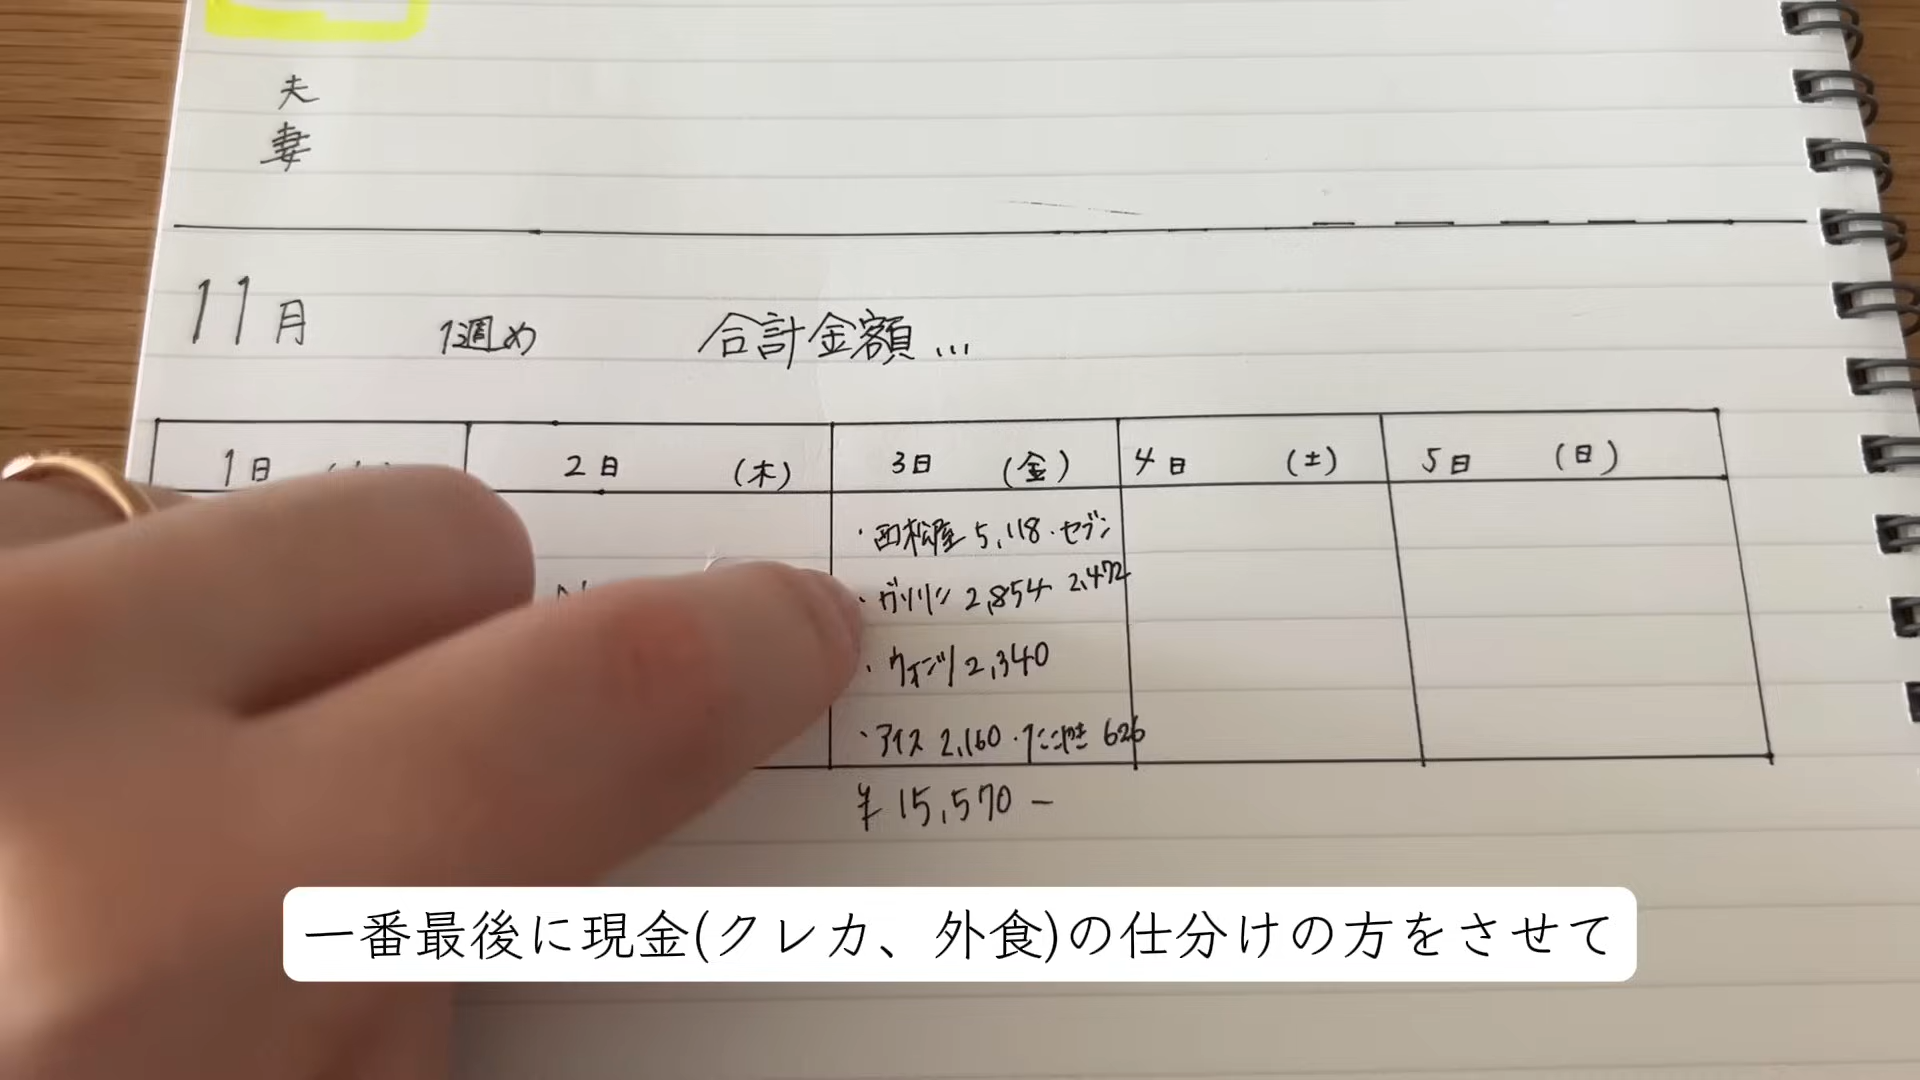 夫
妻
11月 1週め 合計金額...
1日 2日 (木) 3日 (金) 4日 (土) 5日 (日)
・西松屋 5,118 ・セブン
・ガソリン 2,854 2,472
・ウオンツ 2,340
・アイス 2,160 ・たこ焼き 626
¥15,570-
一番最後に現金(クレカ、外食)の仕分けの方をさせて